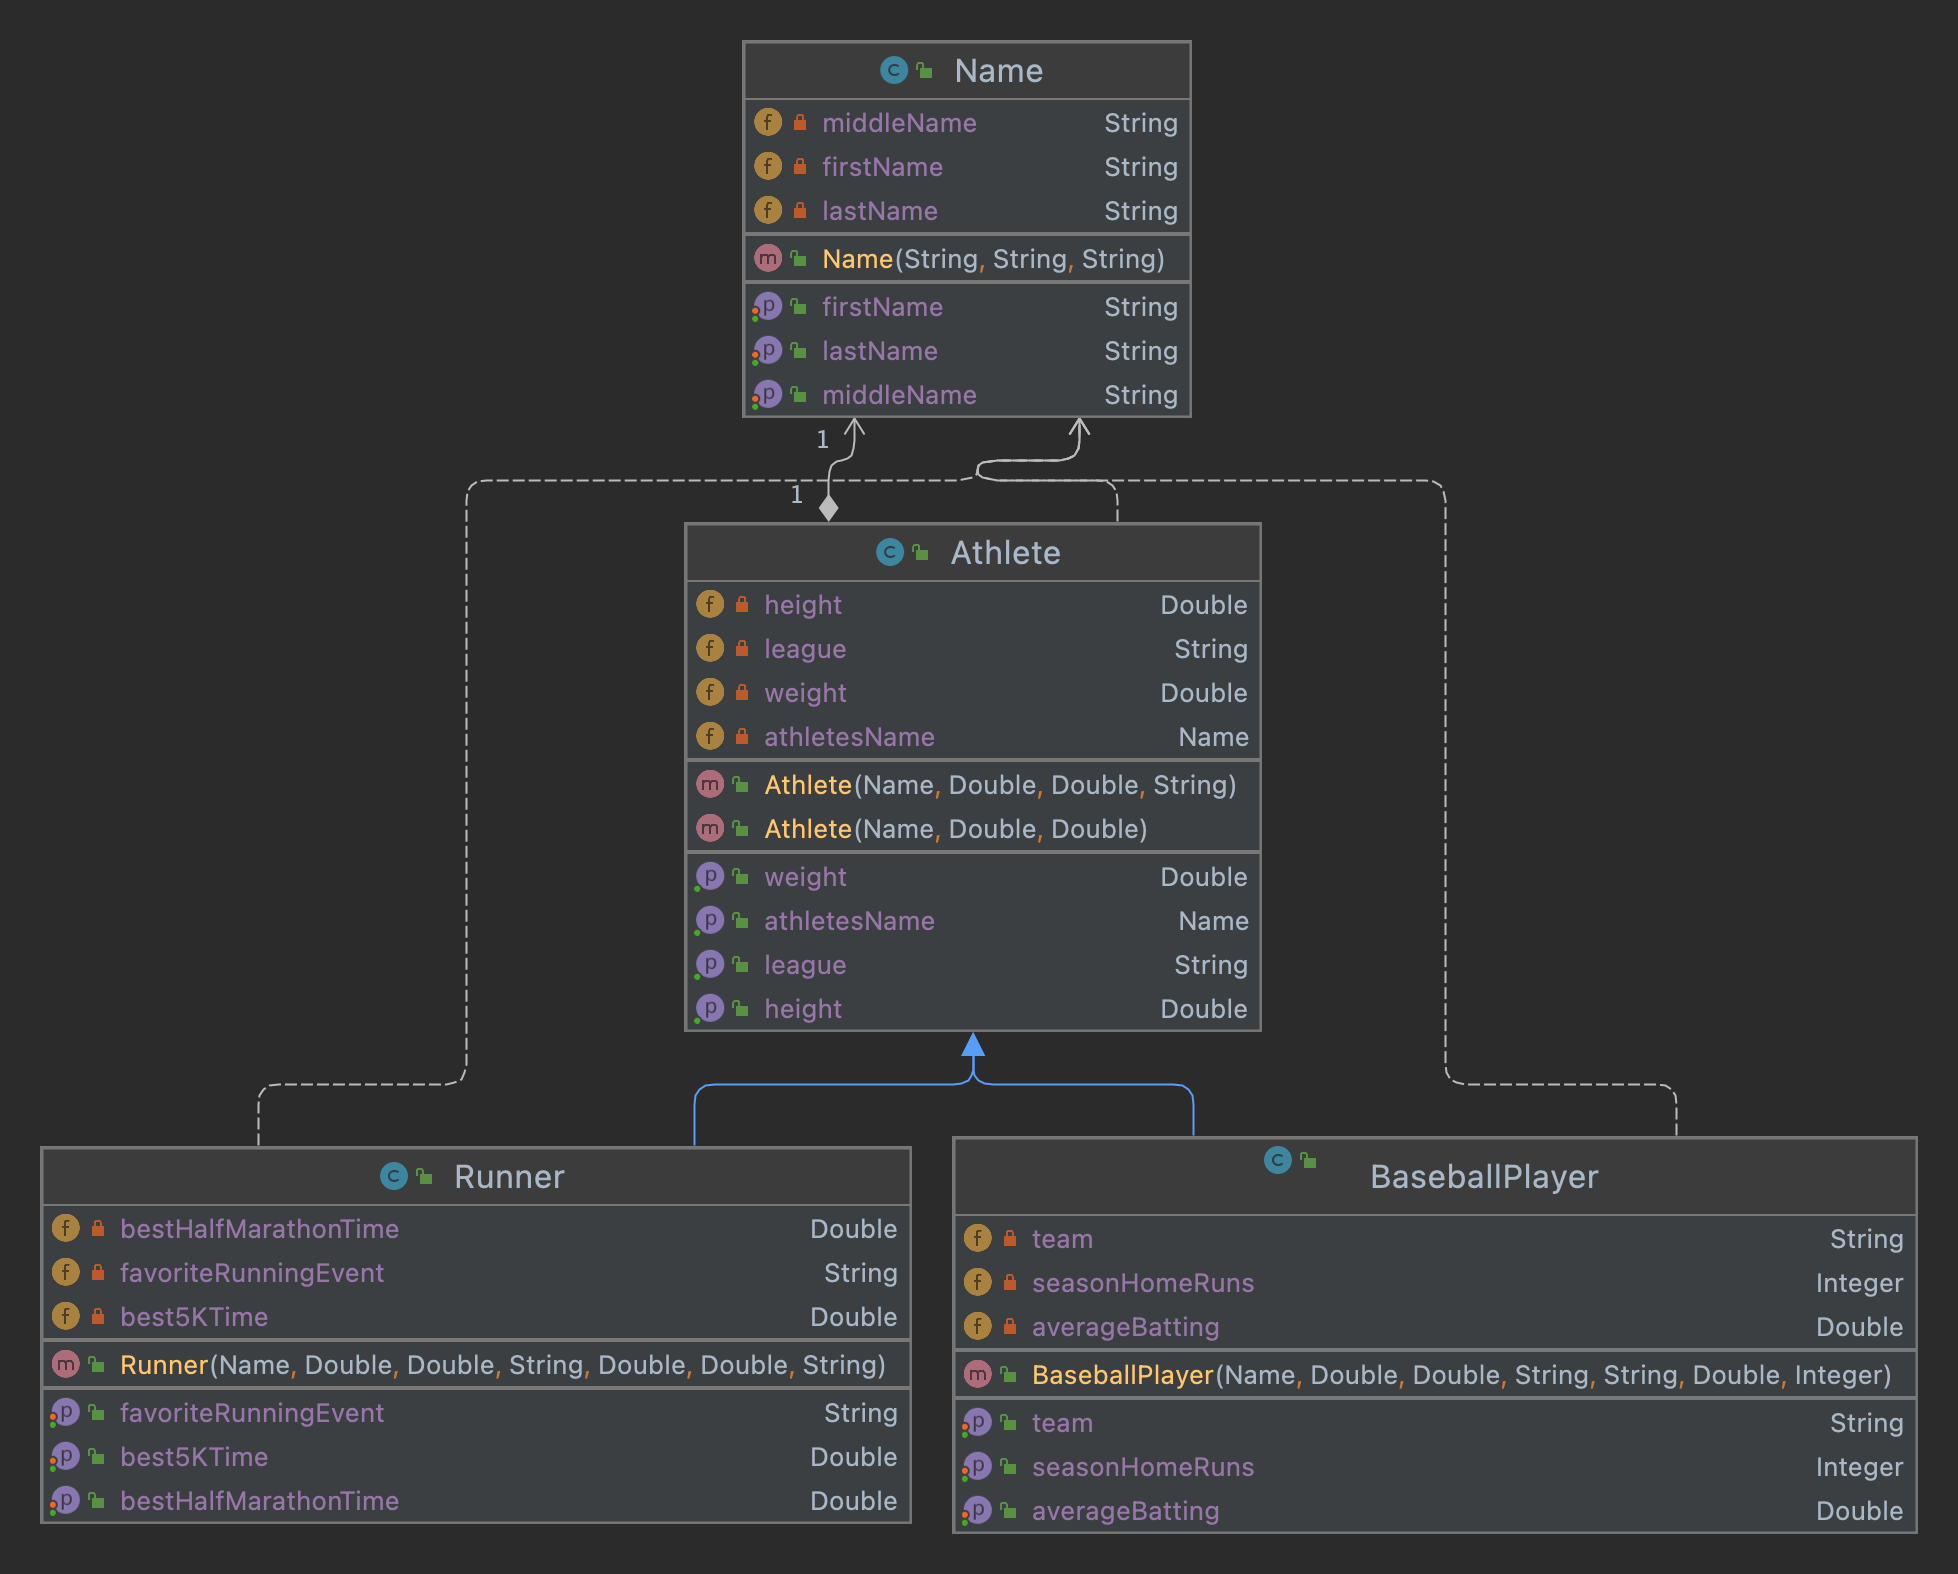 C Name
f middleName String
f firstName String
f lastName String
m Name(String, String, String)
p firstName String
p lastName String
p middleName String
1
1
C Athlete
f height Double
f league String
f weight Double
f athletesName Name
m Athlete(Name, Double, Double, String)
m Athlete(Name, Double, Double)
p weight Double
p athletesName Name
p league String
p height Double
C Runner
f bestHalfMarathonTime Double
f favoriteRunningEvent String
f best5KTime Double
m Runner(Name, Double, Double, String, Double, Double, String)
p favoriteRunningEvent String
p best5KTime Double
p bestHalfMarathonTime Double
C BaseballPlayer
f team String
f seasonHomeRuns Integer
f averageBatting Double
m BaseballPlayer(Name, Double, Double, String, String, Double, Integer)
p team String
p seasonHomeRuns Integer
p averageBatting Double